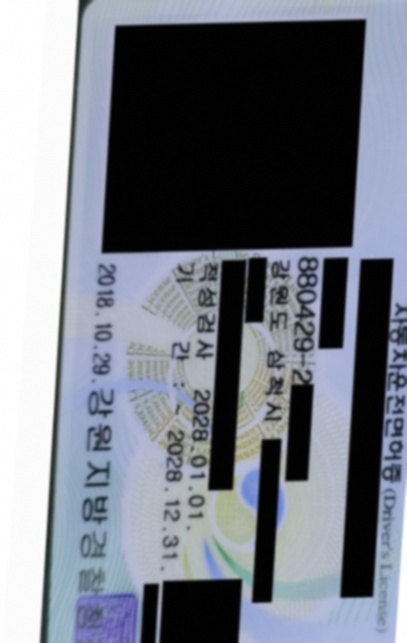 자동차운전면허증 (Driver's License)
880429-2
강원도 삼척시
적성검사 2028.01.01.
기 간 : ~ 2028.12.31.
2018.10.29. 강원지방경찰청